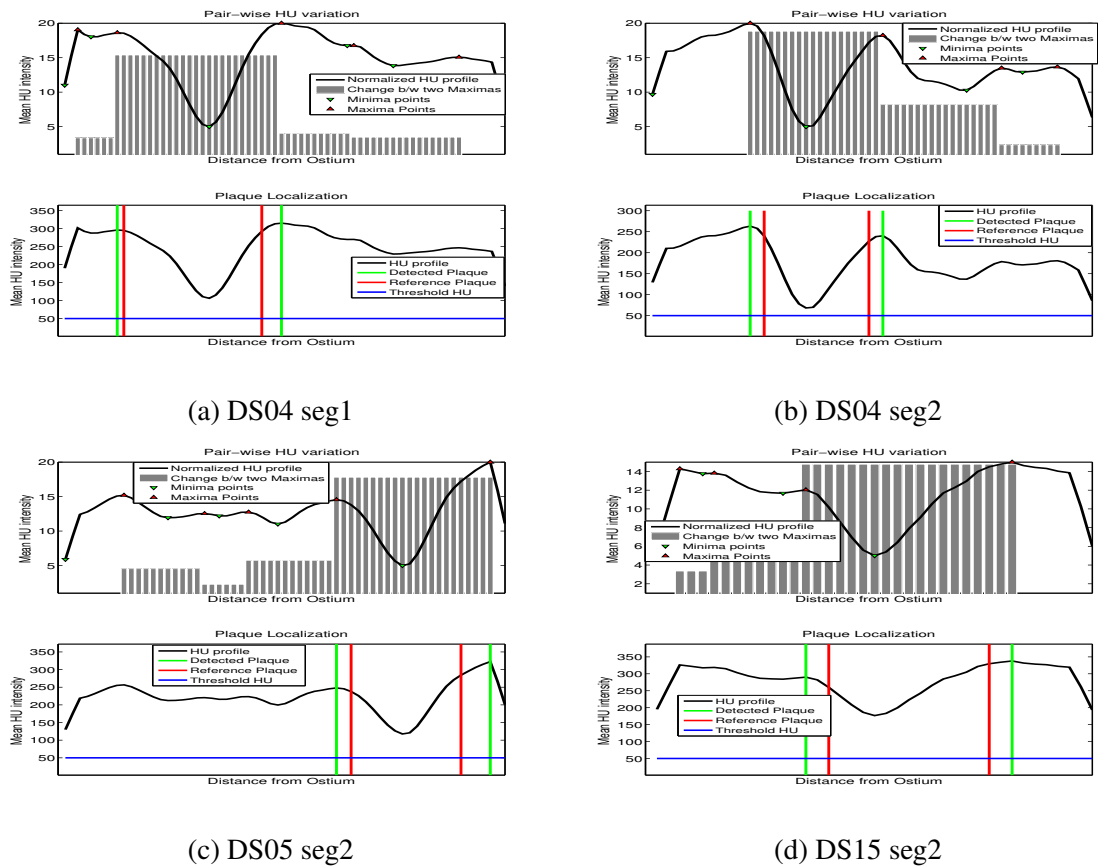 Pair-wise HU variation
Mean HU intensity
20
15
10
5
Normalized HU profile
Change b/w two Maximas
Minima points
Maxima Points
Distance from Ostium
Plaque Localization
Mean HU intensity
350
300
250
200
150
100
50
HU profile
Detected Plaque
Reference Plaque
Threshold HU
Distance from Ostium
(a) DS04 seg1
Pair-wise HU variation
Mean HU intensity
20
15
10
5
Normalized HU profile
Change b/w two Maximas
Minima points
Maxima Points
Distance from Ostium
Plaque Localization
Mean HU intensity
300
250
200
150
100
50
HU profile
Detected Plaque
Reference Plaque
Threshold HU
Distance from Ostium
(b) DS04 seg2
Pair-wise HU variation
Mean HU intensity
20
15
10
5
Normalized HU profile
Change b/w two Maximas
Minima points
Maxima Points
Distance from Ostium
Plaque Localization
Mean HU intensity
350
300
250
200
150
100
50
HU profile
Detected Plaque
Reference Plaque
Threshold HU
Distance from Ostium
(c) DS05 seg2
Pair-wise HU variation
Mean HU intensity
14
12
10
8
6
4
2
Normalized HU profile
Change b/w two Maximas
Minima points
Maxima Points
Distance from Ostium
Plaque Localization
Mean HU intensity
350
300
250
200
150
100
50
HU profile
Detected Plaque
Reference Plaque
Threshold HU
Distance from Ostium
(d) DS15 seg2